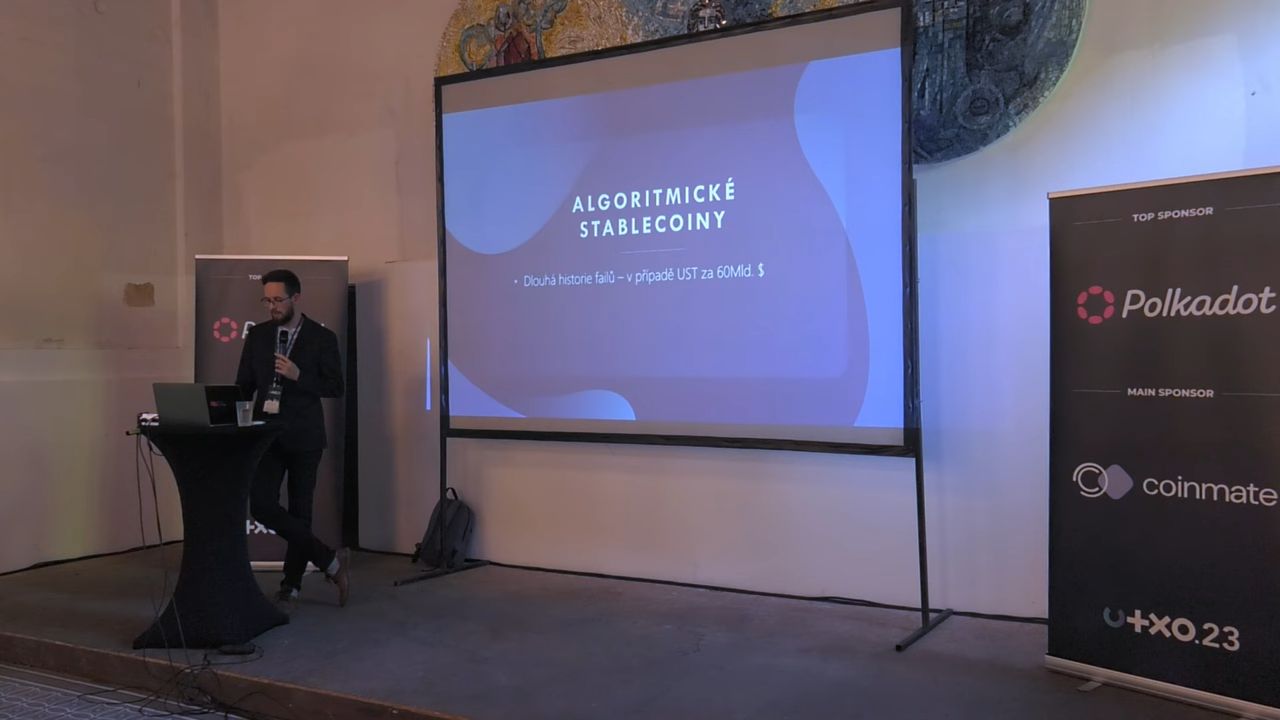 ALGORITMICKÉ
STABLECOINY
• Dlouhá historie failů – v případě UST za 60Mld. $
TOP SPONSOR
Polkadot
MAIN SPONSOR
coinmate
utxo.23